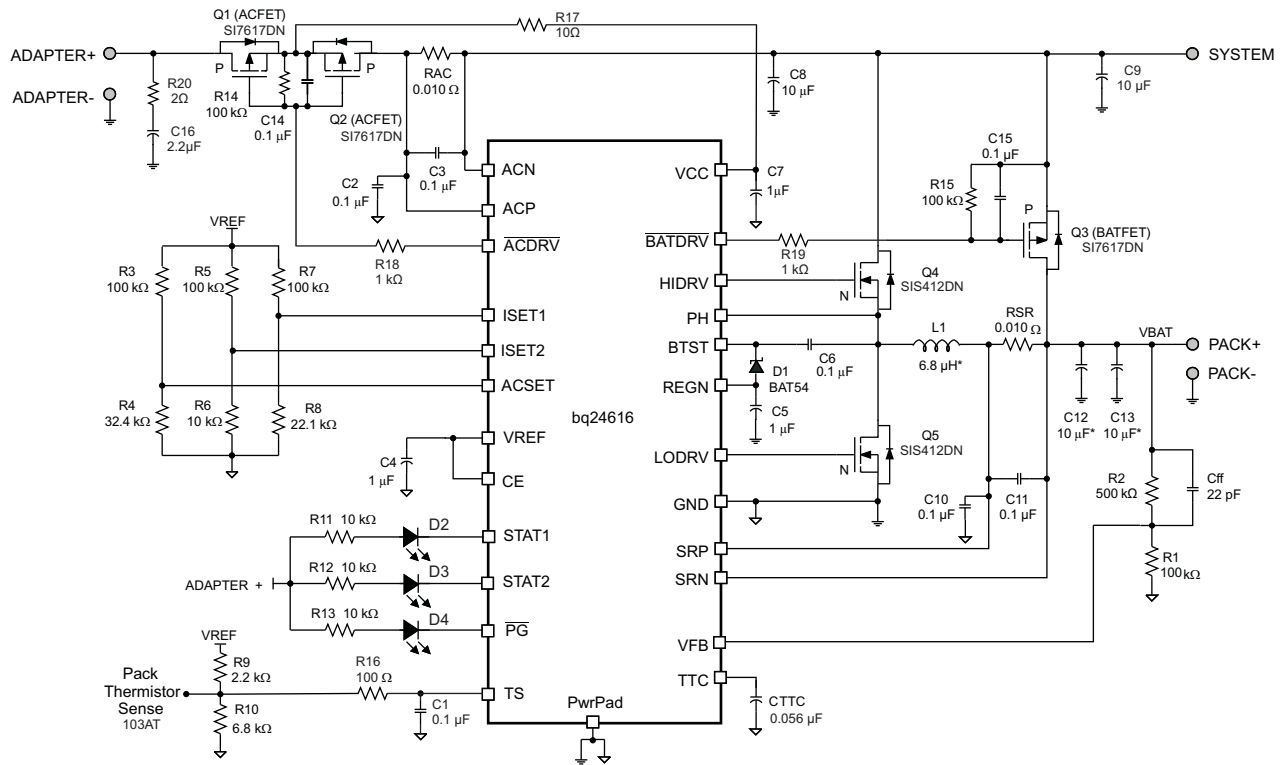 Q1 (ACFET)
SI7617DN
R17
10Ω
ADAPTER+
P
P
RAC
0.010 Ω
SYSTEM
ADAPTER-
R20
2Ω
R14
100 kΩ
C14
0.1 µF
Q2 (ACFET)
SI7617DN
C8
10 µF
C9
10 µF
C16
2.2µF
C15
0.1 µF
C3
0.1 µF
C2
0.1 µF
ACN
VCC
C7
1µF
R15
100 kΩ
P
ACP
VREF
ACDRV
BATDRV
R19
1 kΩ
Q3 (BATFET)
SI7617DN
R18
1 kΩ
R3
100 kΩ
R5
100 kΩ
R7
100 kΩ
HIDRV
N
Q4
SIS412DN
ISET1
PH
RSR
0.010 Ω
L1
6.8 µH*
VBAT
ISET2
BTST
C6
0.1 µF
PACK+
PACK-
ACSET
REGN
D1
BAT54
R4
32.4 kΩ
R6
10 kΩ
R8
22.1 kΩ
bq24616
C5
1 µF
C12
10 µF*
C13
10 µF*
VREF
C4
1 µF
LODRV
N
Q5
SIS412DN
CE
GND
C10
0.1 µF
C11
0.1 µF
R2
500 kΩ
Cff
22 pF
R11 10 kΩ
D2
STAT1
SRP
R12 10 kΩ
D3
STAT2
SRN
R1
100 kΩ
ADAPTER +
R13 10 kΩ
D4
PG
VFB
VREF
R9
2.2 kΩ
R16
100 Ω
TTC
Pack
Thermistor
Sense
103AT
TS
C1
0.1 µF
CTTC
0.056 µF
R10
6.8 kΩ
PwrPad